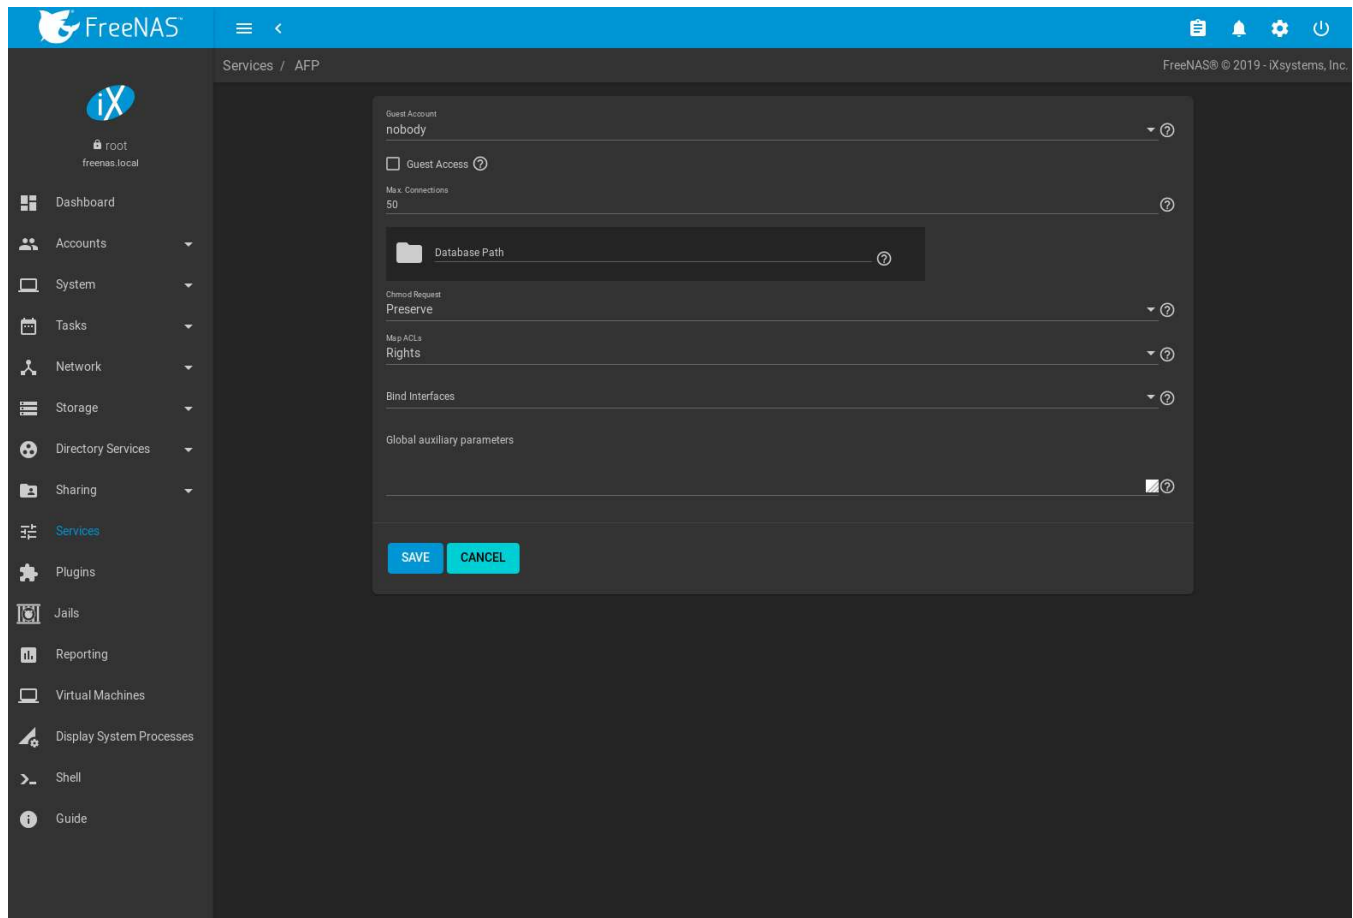 FreeNAS
Services / AFP
FreeNAS® © 2019 - iXsystems, Inc.
iX
root
freenas.local
Dashboard
Accounts
System
Tasks
Network
Storage
Directory Services
Sharing
Services
Plugins
Jails
Reporting
Virtual Machines
Display System Processes
Shell
Guide
Guest Account
nobody
Guest Access
Max. Connections
50
Database Path
Chmod Request
Preserve
Map ACLs
Rights
Bind Interfaces
Global auxiliary parameters
SAVE CANCEL